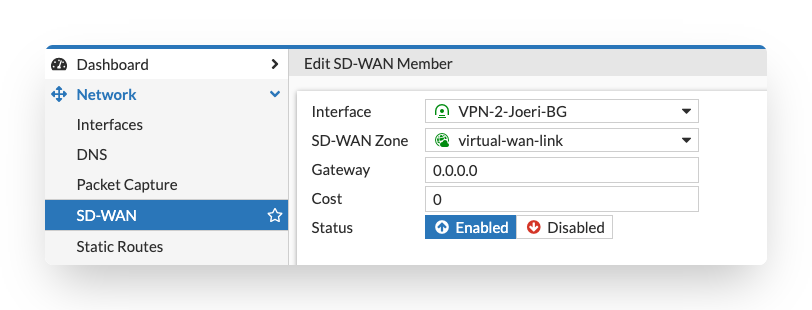 Dashboard
Network
Interfaces
DNS
Packet Capture
SD-WAN
Static Routes
Edit SD-WAN Member
Interface VPN-2-Joeri-BG
SD-WAN Zone virtual-wan-link
Gateway 0.0.0.0
Cost 0
Status Enabled Disabled